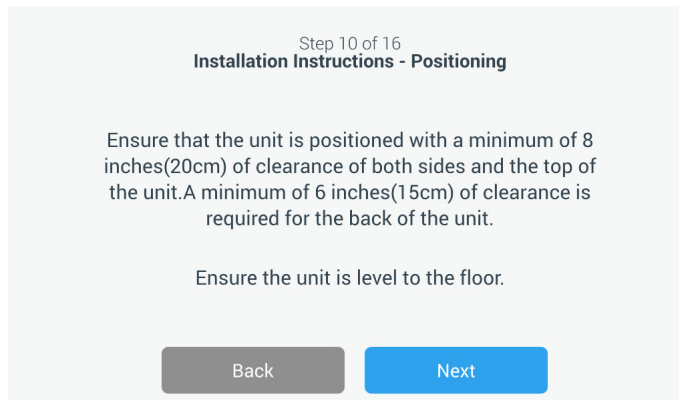 Step 10 of 16
Installation Instructions - Positioning
Ensure that the unit is positioned with a minimum of 8
inches(20cm) of clearance of both sides and the top of
the unit.A minimum of 6 inches(15cm) of clearance is
required for the back of the unit.
Ensure the unit is level to the floor.
Back
Next